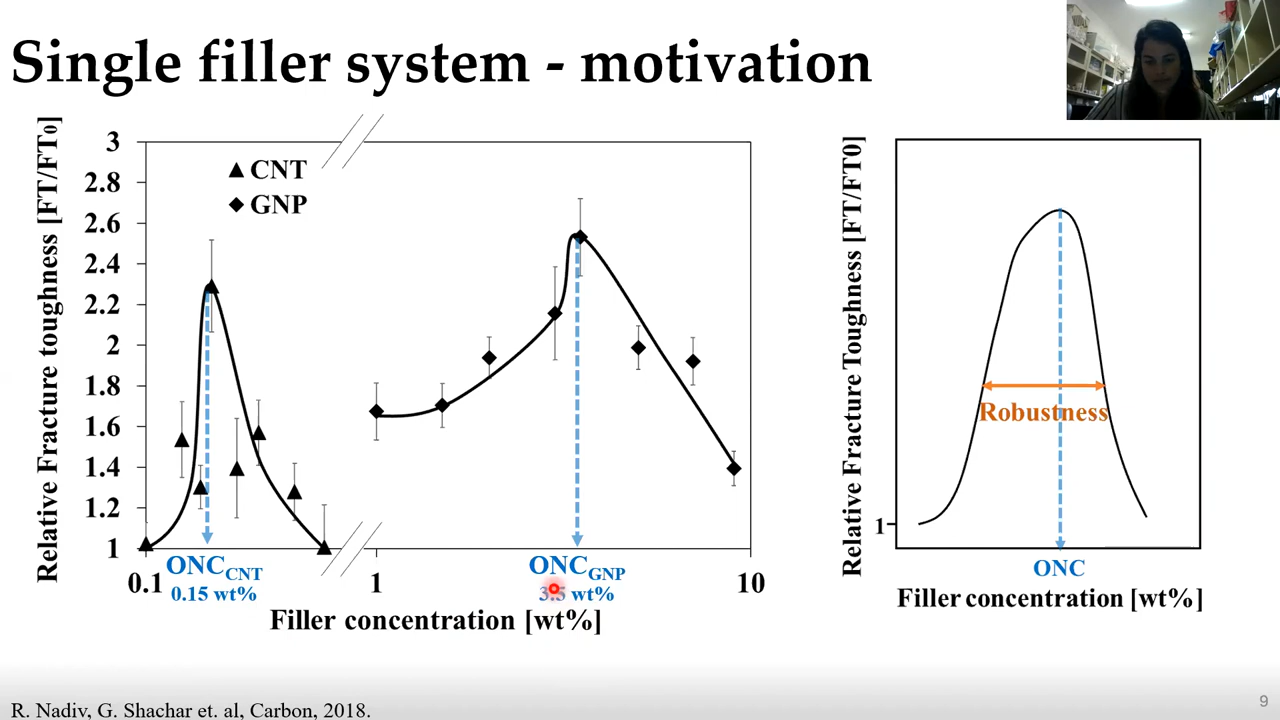 Single filler system - motivation
Relative Fracture toughness [FT/FT0]
3
2.8
2.6
2.4
2.2
2
1.8
1.6
1.4
1.2
1
CNT
GNP
0.1
1
10
ONCCNT
0.15 wt%
ONCGNP
wt%
Filler concentration [wt%]
Relative Fracture Toughness [FT/FT0]
1
Robustness
ONC
Filler concentration [wt%]
R. Nadiv, G. Shachar et. al, Carbon, 2018.
9